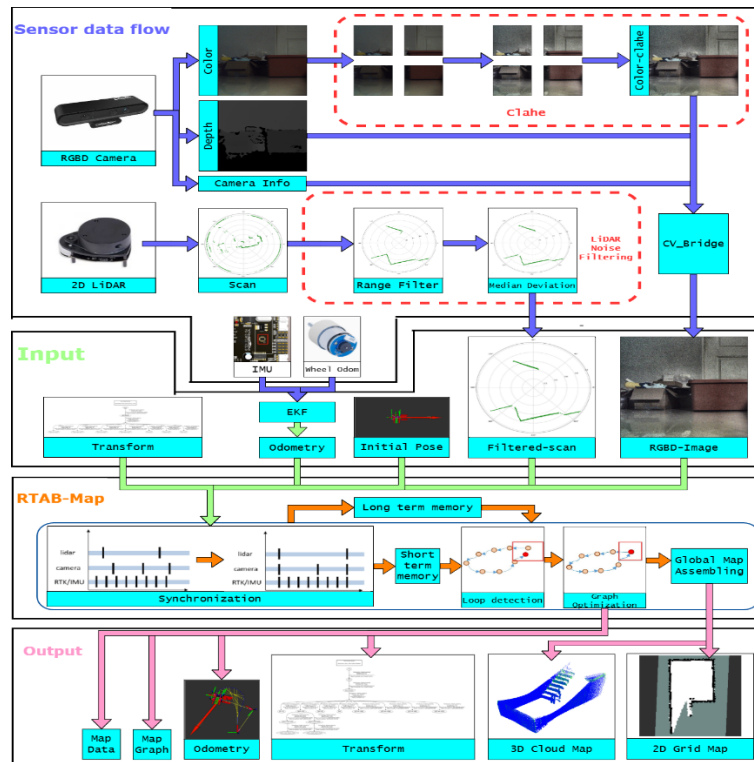 Sensor data flow
Color
Color-clahe
Clahe
RGBD Camera
Depth
Camera Info
2D LiDAR
Scan
Range Filter
Median Deviation
LiDAR
Noise
Filtering
CV_Bridge
Input
IMU
Wheel Odom
EKF
Transform
Odometry
Initial Pose
Filtered-scan
RGBD-Image
RTAB-Map
Long term memory
lidar
camera
RTK/IMU
lidar
camera
RTK/IMU
Synchronization
Short
term
memory
Loop detection
Graph
Optimization
Global Map
Assembling
Output
Map
Data
Map
Graph
Odometry
Transform
3D Cloud Map
2D Grid Map